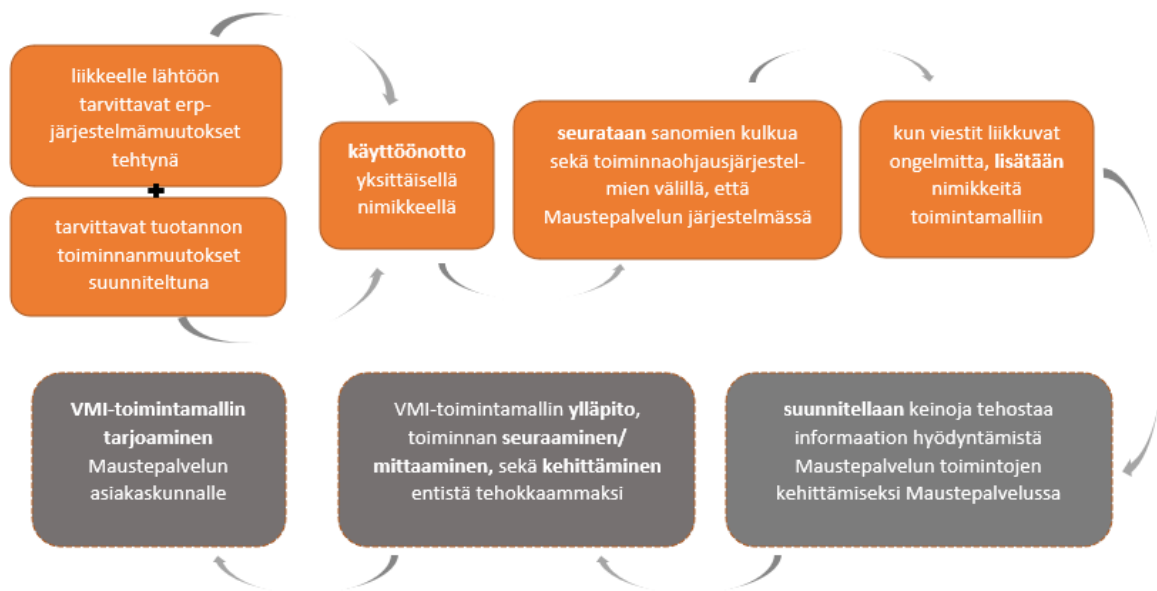 liikkeelle lähtöön
tarvittavat erp-
järjestelmämuutokset
tehtynä
+
tarvittavat tuotannon
toiminnanmuutokset
suunniteltuna
käyttöönotto
yksittäisellä
nimikkeellä
seurataan sanomien kulkua
sekä toiminnaohjausjärjestel-
mien välillä, että
Maustepalvelun järjestelmässä
kun viestit liikkuvat
ongelmitta, lisätään
nimikkeitä
toimintamalliin
suunnitellaan keinoja tehostaa
informaation hyödyntämistä
Maustepalvelun toimintojen
kehittämiseksi Maustepalvelussa
VMI-toimintamallin ylläpito,
toiminnan seuraaminen/
mittaaminen, sekä kehittäminen
entistä tehokkaammaksi
VMI-toimintamallin
tarjoaminen
Maustepalvelun
asiakaskunnalle